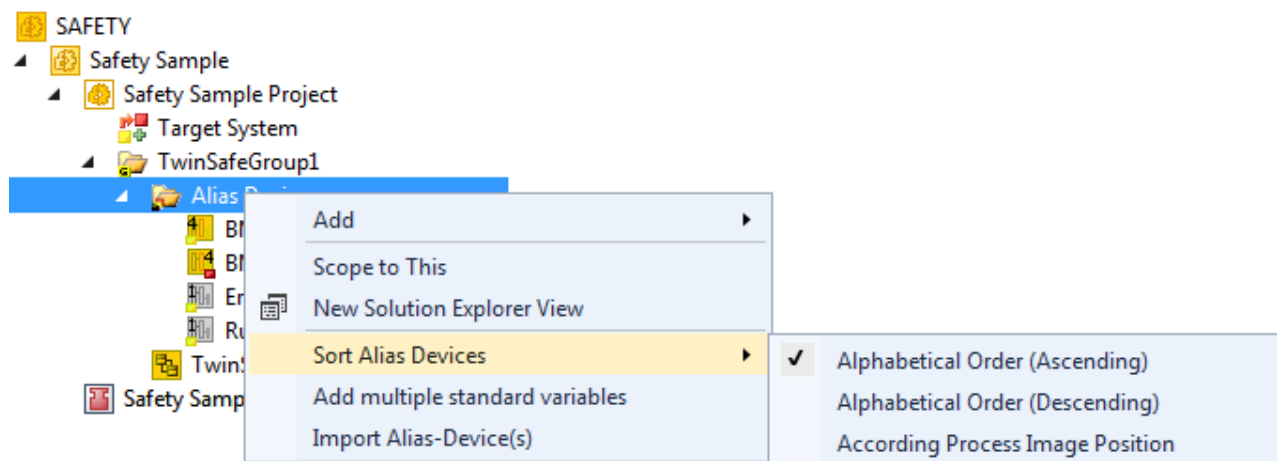 SAFETY
Safety Sample
Safety Sample Project
Target System
TwinSafeGroup1
Alias
Add
Scope to This
New Solution Explorer View
Sort Alias Devices
Add multiple standard variables
Import Alias-Device(s)
Alphabetical Order (Ascending)
Alphabetical Order (Descending)
According Process Image Position
Safety